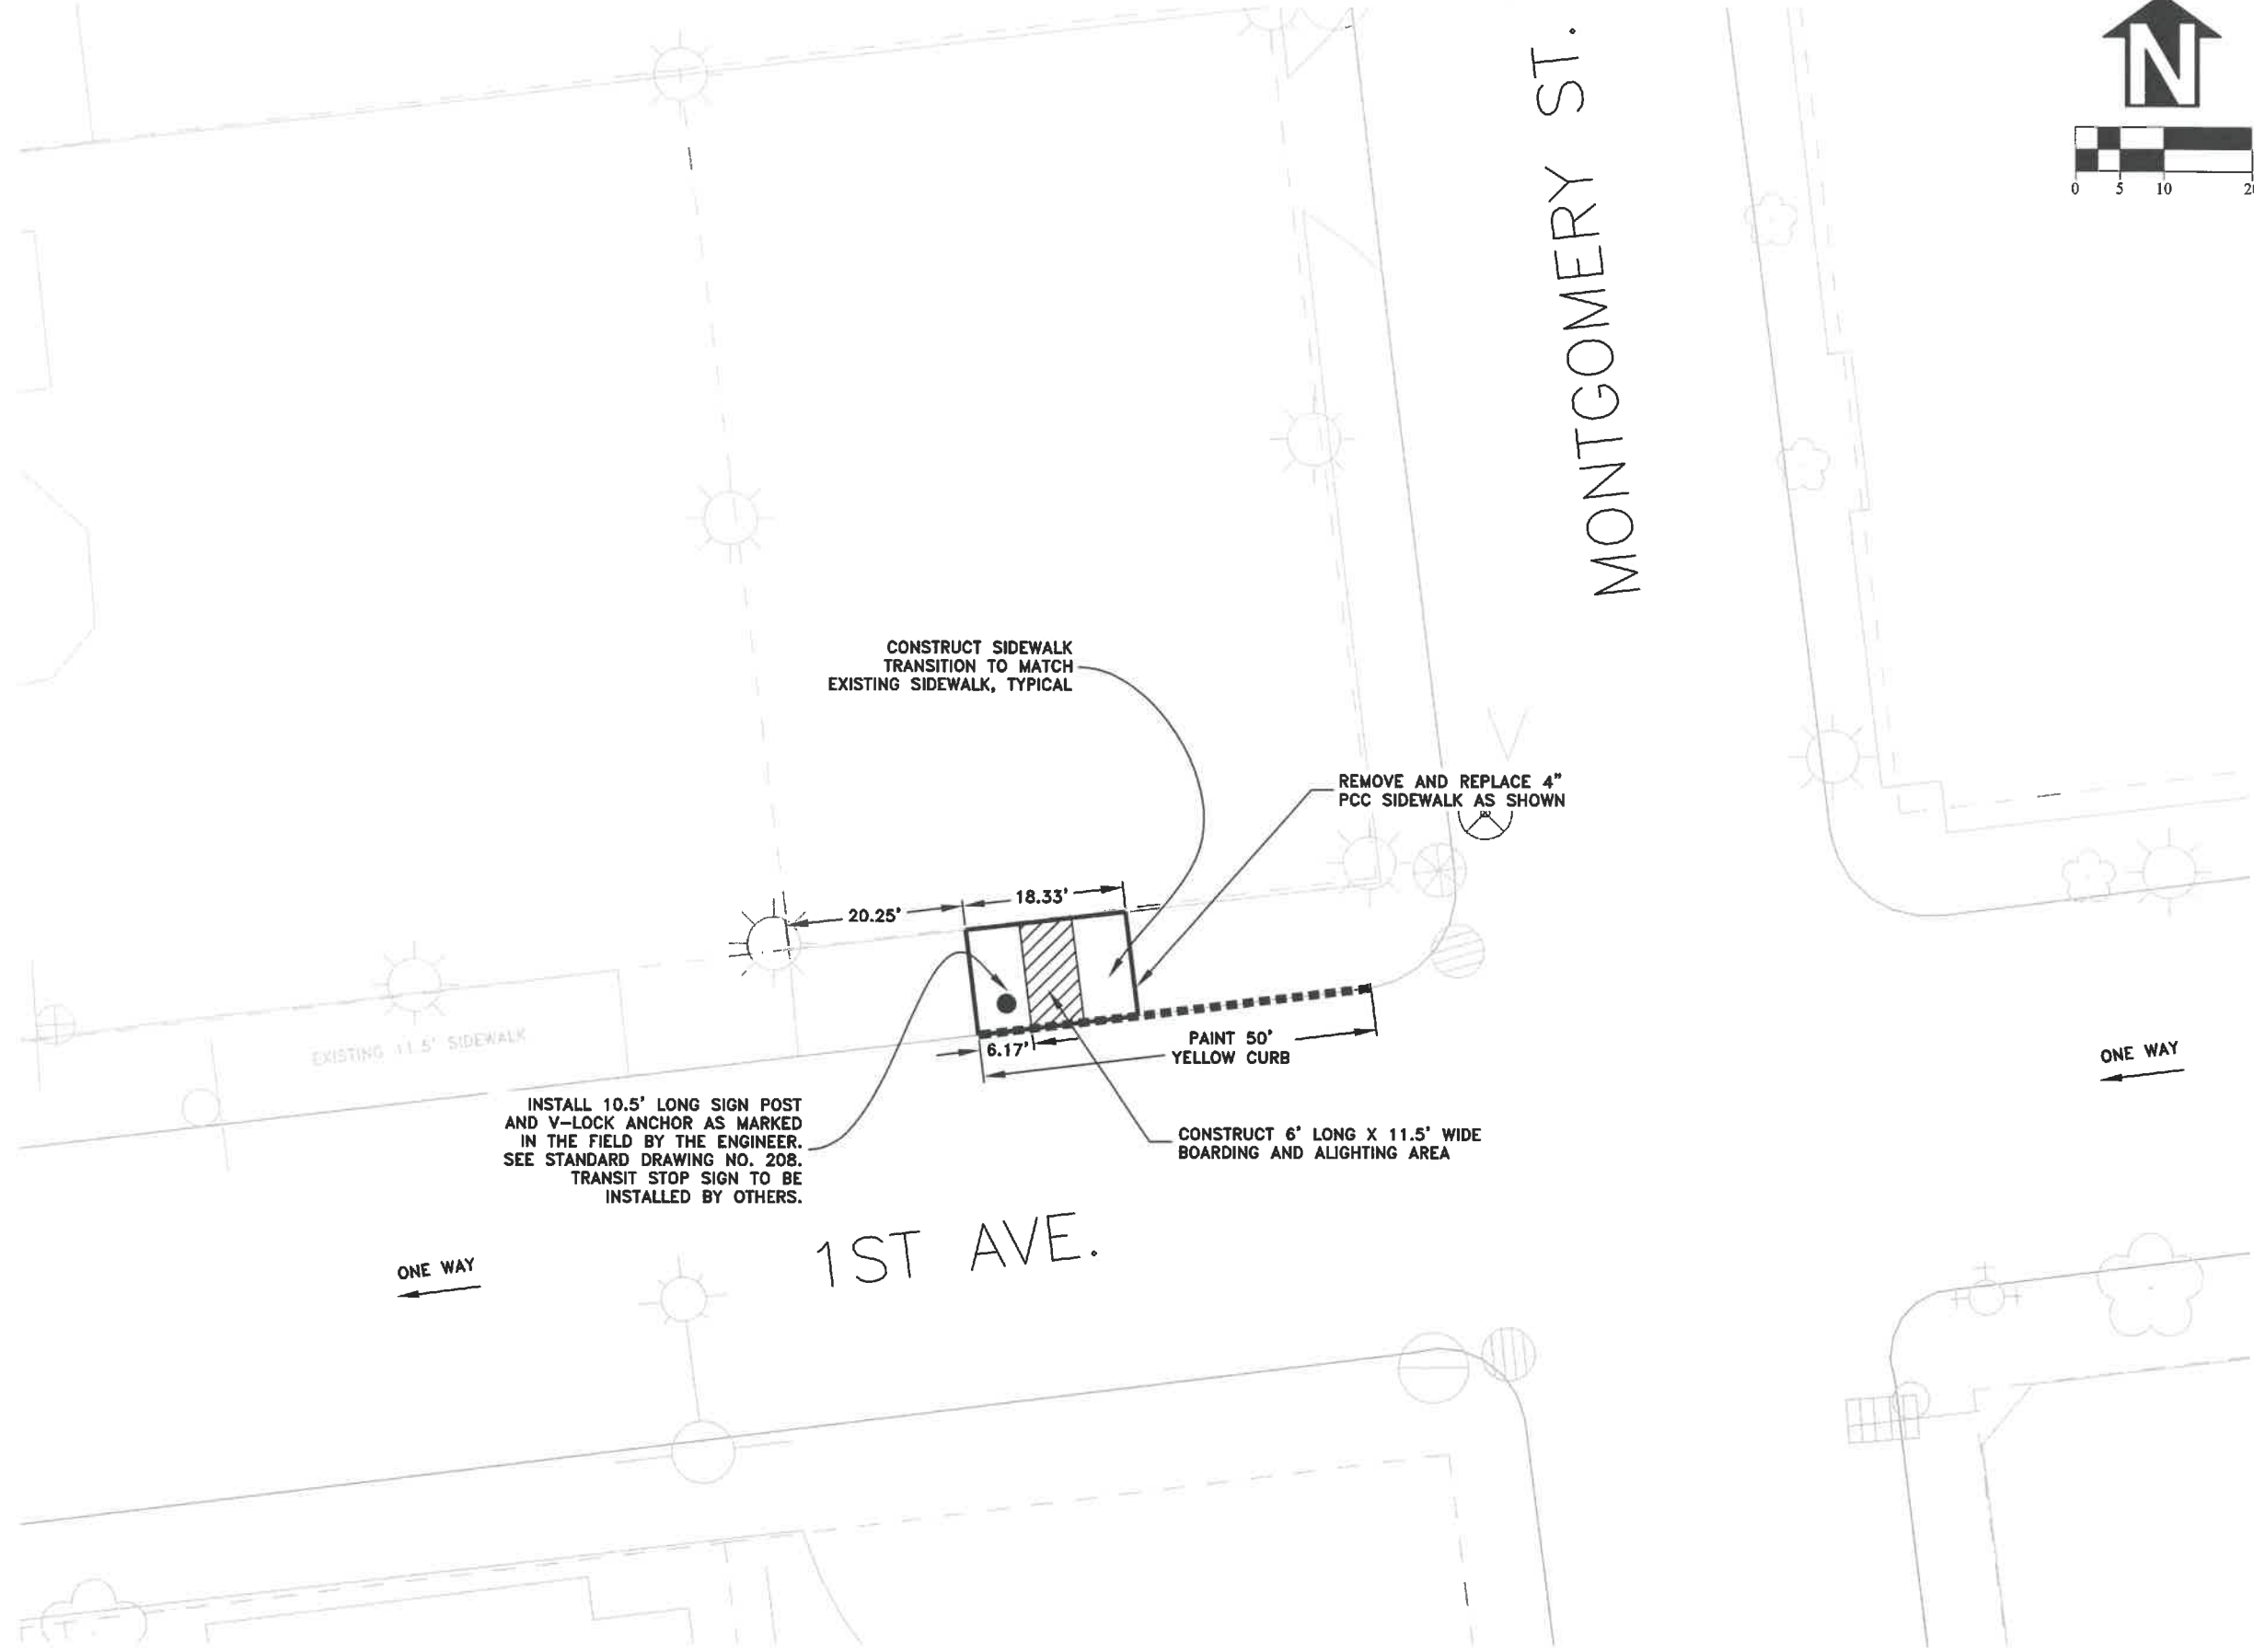 MONTGOMERY ST.
N
0 5 10
CONSTRUCT SIDEWALK
TRANSITION TO MATCH
EXISTING SIDEWALK, TYPICAL
REMOVE AND REPLACE 4"
PCC SIDEWALK AS SHOWN
20.25'
18.33'
EXISTING 11.5' SIDEWALK
6.17'
PAINT 50'
YELLOW CURB
ONE WAY
INSTALL 10.5' LONG SIGN POST
AND V-LOCK ANCHOR AS MARKED
IN THE FIELD BY THE ENGINEER.
SEE STANDARD DRAWING NO. 208.
TRANSIT STOP SIGN TO BE
INSTALLED BY OTHERS.
CONSTRUCT 6' LONG X 11.5' WIDE
BOARDING AND ALIGHTING AREA
1ST AVE.
ONE WAY